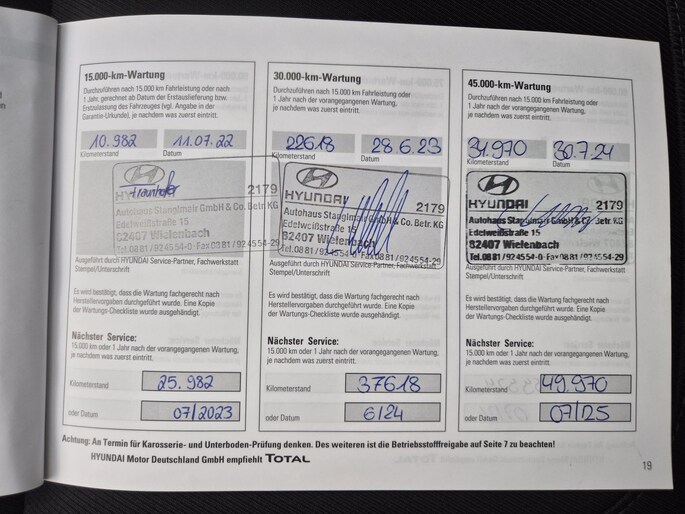 15.000-km-Wartung
Durchzuführen nach 15.000 km Fahrleistung oder nach
1 Jahr, gerechnet ab Datum der Erstauslieferung bzw.
Erstzulassung des Fahrzeuges (vgl. Angabe in der
Garantie-Urkunde), je nachdem was zuerst eintritt.
10.982 11.07.22
Kilometerstand Datum
HYUNDAI 2179
Autohaus Stanglmair GmbH & Co. Betr. KG
Edelweißstraße 15
82407 Wielenbach
Tel. 0881/924554-0·Fax 0881/924554-29
Ausgeführt durch HYUNDAI Service-Partner, Fachwerkstatt
Stempel/Unterschrift
Es wird bestätigt, dass die Wartung fachgerecht nach
Herstellervorgaben durchgeführt wurde. Eine Kopie
der Wartungs-Checkliste wurde ausgehändigt.
Nächster Service:
15.000 km oder 1 Jahr nach der vorangegangenen Wartung,
je nachdem was zuerst eintritt.
Kilometerstand 25.982
oder Datum 07/2023
30.000-km-Wartung
Durchzuführen nach 15.000 km Fahrleistung oder
1 Jahr nach der vorangegangenen Wartung,
je nachdem was zuerst eintritt.
22618 28 6.23
Kilometerstand Datum
HYUNDAI 2179
Autohaus Stanglmair GmbH & Co. Betr. KG
Edelweißstraße 15
82407 Wielenbach
Tel. 0881/924554-0·Fax 0881/924554-29
Ausgeführt durch HYUNDAI Service-Partner, Fachwerkstatt
Stempel/Unterschrift
Es wird bestätigt, dass die Wartung fachgerecht nach
Herstellervorgaben durchgeführt wurde. Eine Kopie
der Wartungs-Checkliste wurde ausgehändigt.
Nächster Service:
15.000 km oder 1 Jahr nach der vorangegangenen Wartung,
je nachdem was zuerst eintritt.
Kilometerstand 37618
oder Datum 6/24
45.000-km-Wartung
Durchzuführen nach 15.000 km Fahrleistung oder
1 Jahr nach der vorangegangenen Wartung,
je nachdem was zuerst eintritt.
34.970 30.7.24
Kilometerstand Datum
HYUNDAI 2179
Autohaus Stanglmair GmbH & Co. Betr. KG
Edelweißstraße 15
82407 Wielenbach
Tel. 0881/924554-0·Fax 0881/924554-29
Ausgeführt durch HYUNDAI Service-Partner, Fachwerkstatt
Stempel/Unterschrift
Es wird bestätigt, dass die Wartung fachgerecht nach
Herstellervorgaben durchgeführt wurde. Eine Kopie
der Wartungs-Checkliste wurde ausgehändigt.
Nächster Service:
15.000 km oder 1 Jahr nach der vorangegangenen Wartung,
je nachdem was zuerst eintritt.
Kilometerstand 49.970
oder Datum 07/25
Achtung: An Termin für Karosserie- und Unterboden-Prüfung denken. Des weiteren ist die Betriebsstofffreigabe auf Seite 7 zu beachten!
HYUNDAI Motor Deutschland GmbH empfiehlt TOTAL
19